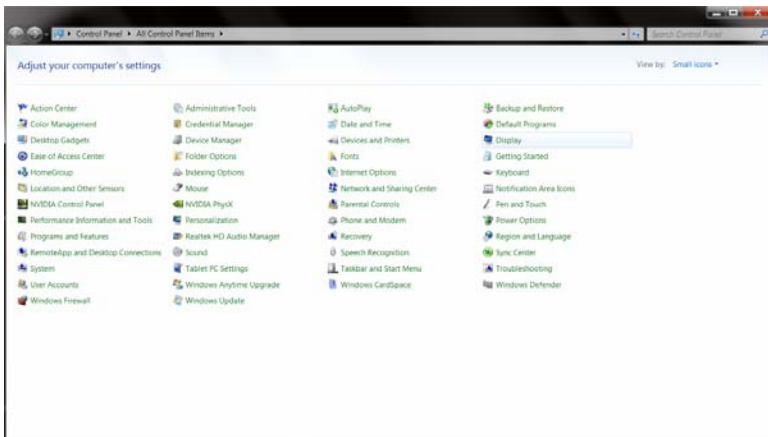 Control Panel ▸ All Control Panel Items ▸
Search Control Panel
Adjust your computer's settings
View by: Small icons
Action Center
Administrative Tools
AutoPlay
Backup and Restore
Color Management
Credential Manager
Date and Time
Default Programs
Desktop Gadgets
Device Manager
Devices and Printers
Display
Ease of Access Center
Folder Options
Fonts
Getting Started
HomeGroup
Indexing Options
Internet Options
Keyboard
Location and Other Sensors
Mouse
Network and Sharing Center
Notification Area Icons
NVIDIA Control Panel
NVIDIA PhysX
Parental Controls
Pen and Touch
Performance Information and Tools
Personalization
Phone and Modem
Power Options
Programs and Features
Realtek HD Audio Manager
Recovery
Region and Language
RemoteApp and Desktop Connections
Sound
Speech Recognition
Sync Center
System
Tablet PC Settings
Taskbar and Start Menu
Troubleshooting
User Accounts
Windows Anytime Upgrade
Windows CardSpace
Windows Defender
Windows Firewall
Windows Update